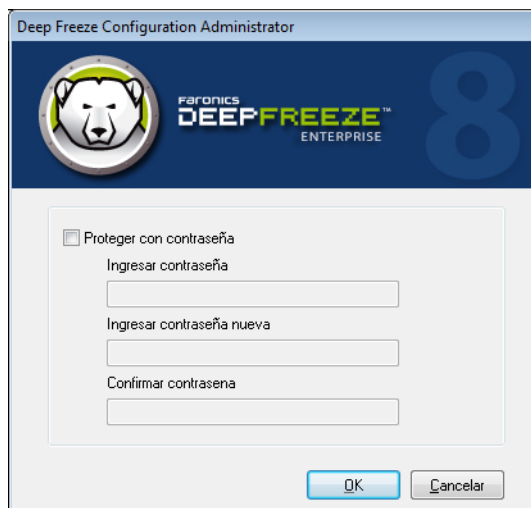 Deep Freeze Configuration Administrator
FARONICS
DEEPFREEZE™
ENTERPRISE
8
Proteger con contraseña
Ingresar contraseña
Ingresar contraseña nueva
Confirmar contrasena
OK
Cancelar